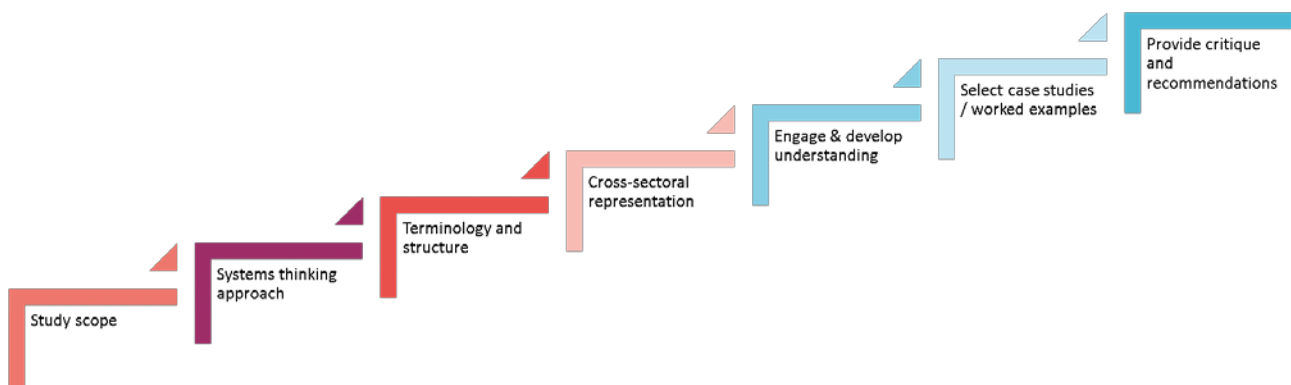 Study scope
Systems thinking
approach
Terminology and
structure
Cross-sectoral
representation
Engage & develop
understanding
Select case studies
/ worked examples
Provide critique
and
recommendations